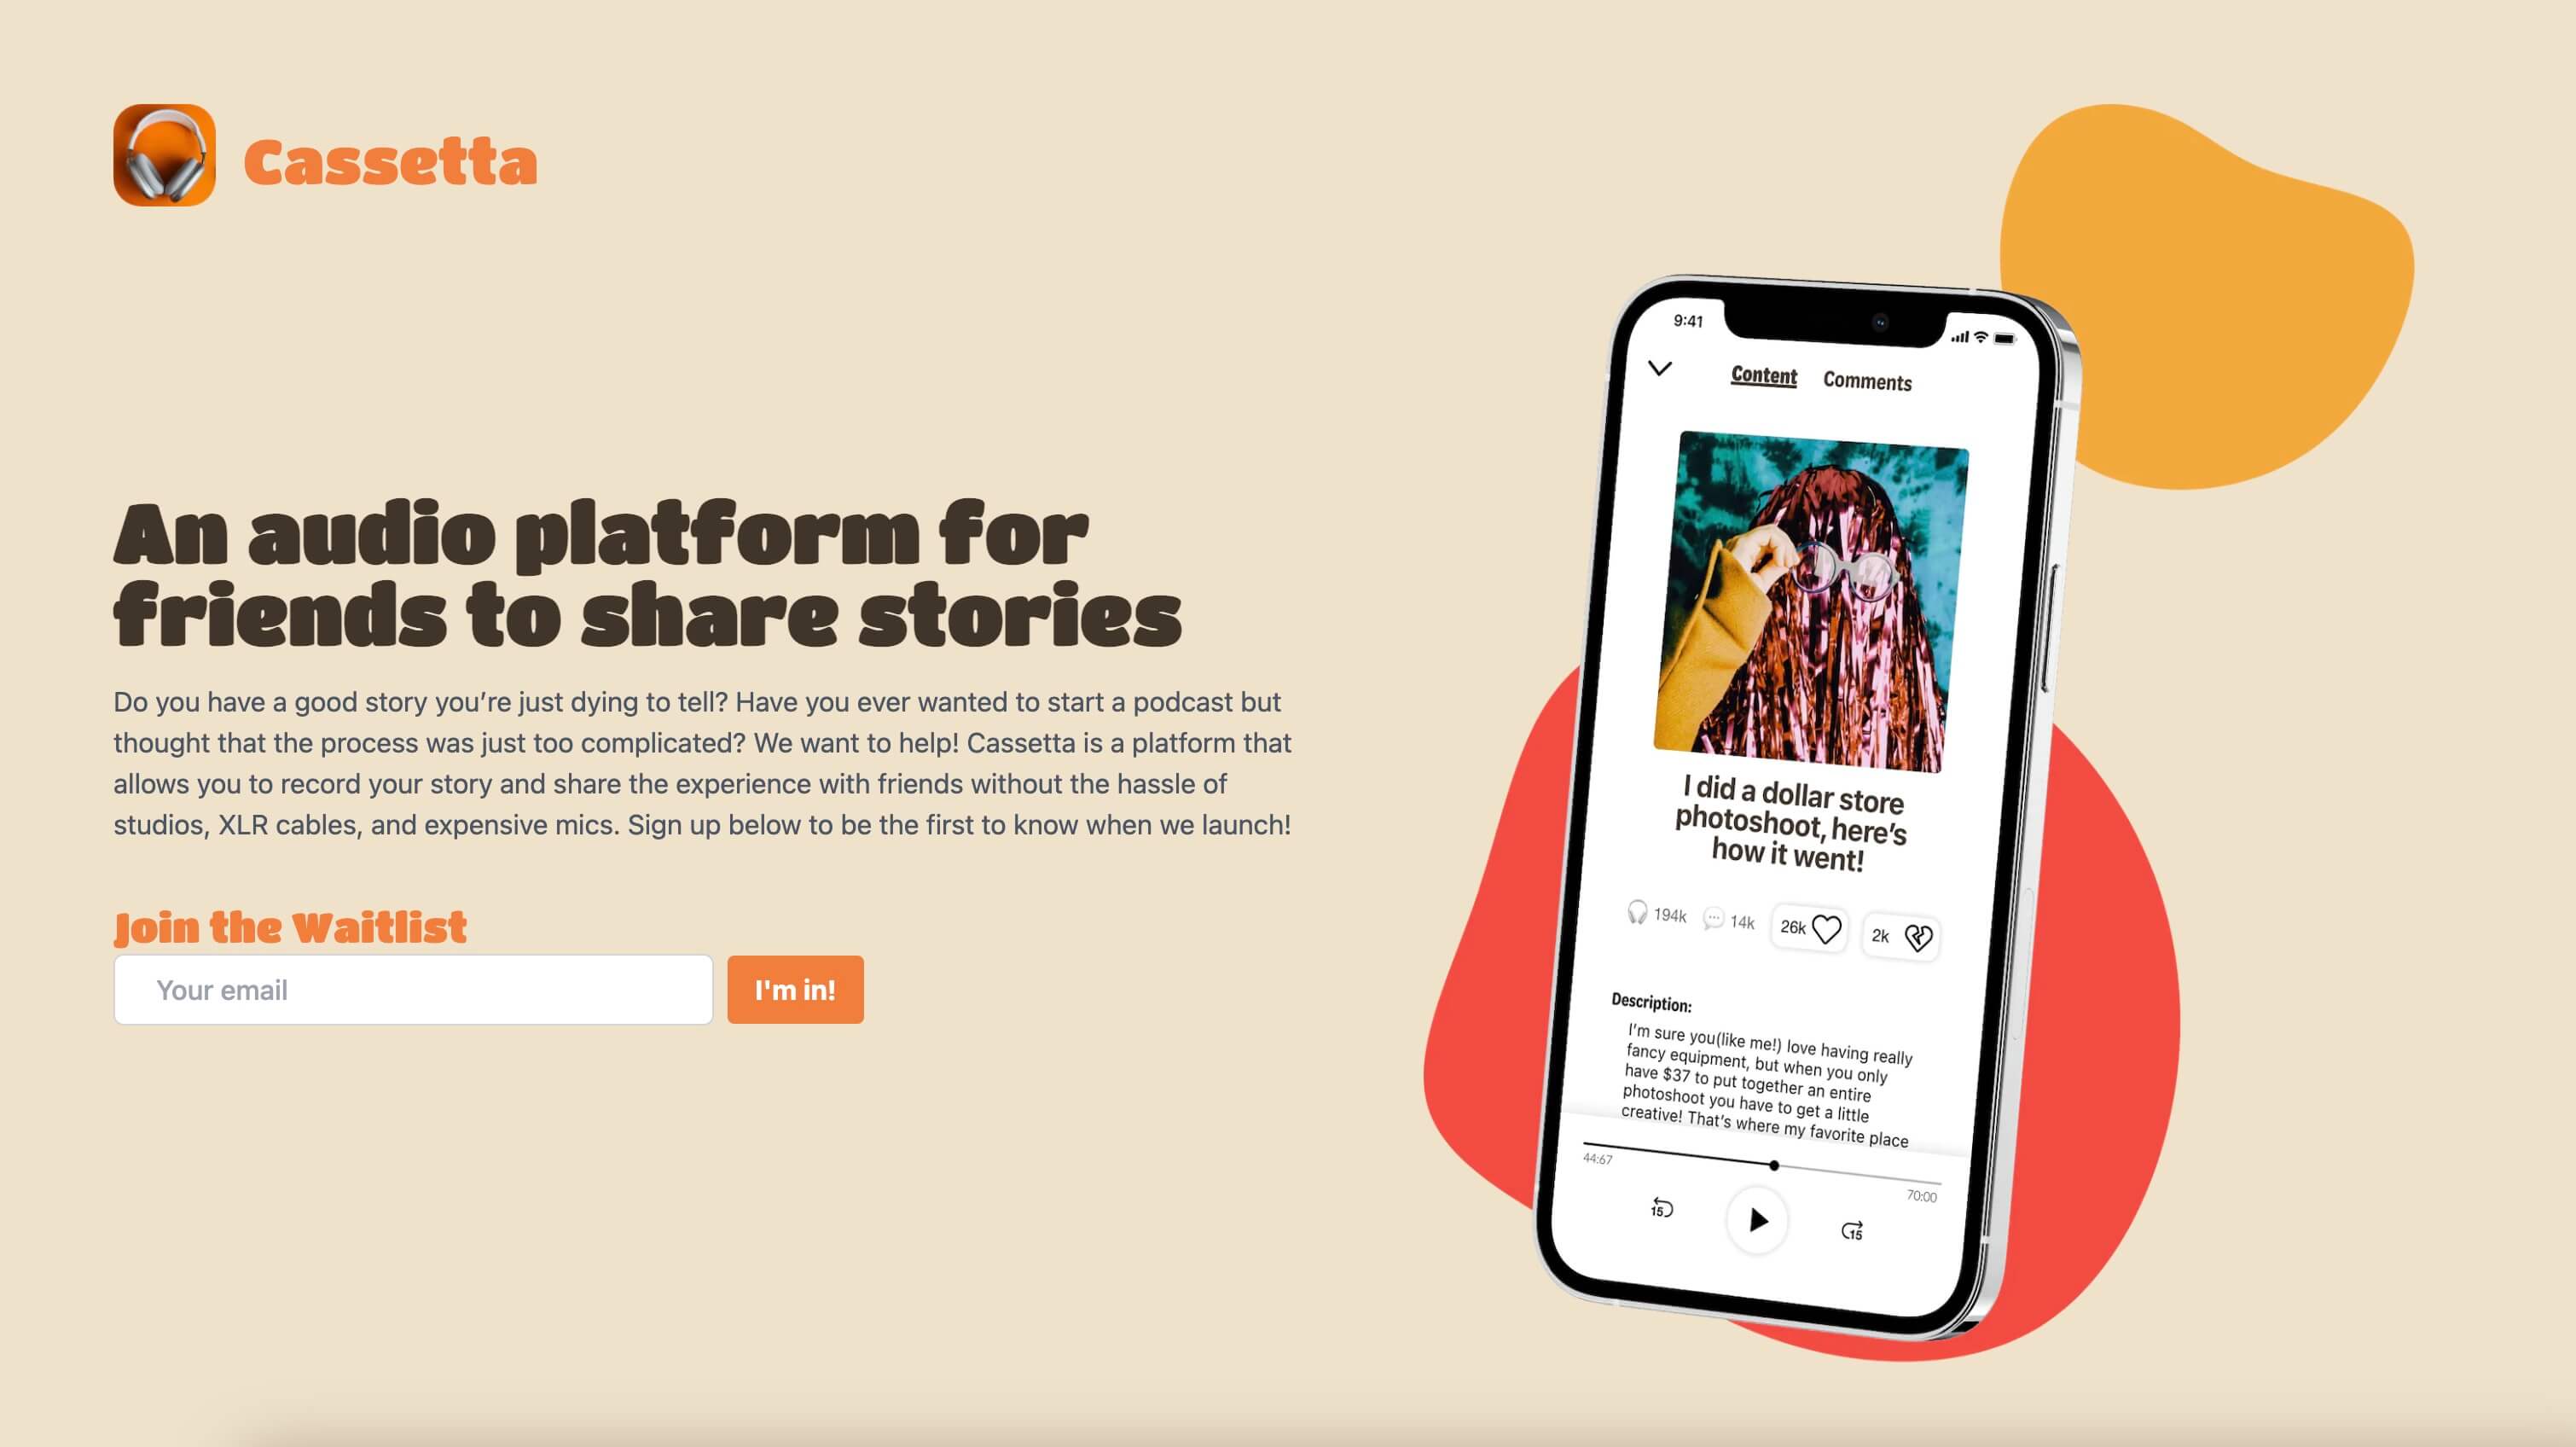 Cassetta
An audio platform for
friends to share stories
Do you have a good story you’re just dying to tell? Have you ever wanted to start a podcast but
thought that the process was just too complicated? We want to help! Cassetta is a platform that
allows you to record your story and share the experience with friends without the hassle of
studios, XLR cables, and expensive mics. Sign up below to be the first to know when we launch!
Join the Waitlist
Your email
I'm in!
9:41
Content Comments
I did a dollar store
photoshoot, here’s
how it went!
194k 14k 26k 2k
Description:
I’m sure you(like me!) love having really
fancy equipment, but when you only
have $37 to put together an entire
photoshoot you have to get a little
creative! That’s where my favorite place
44:67 70:00
15 15